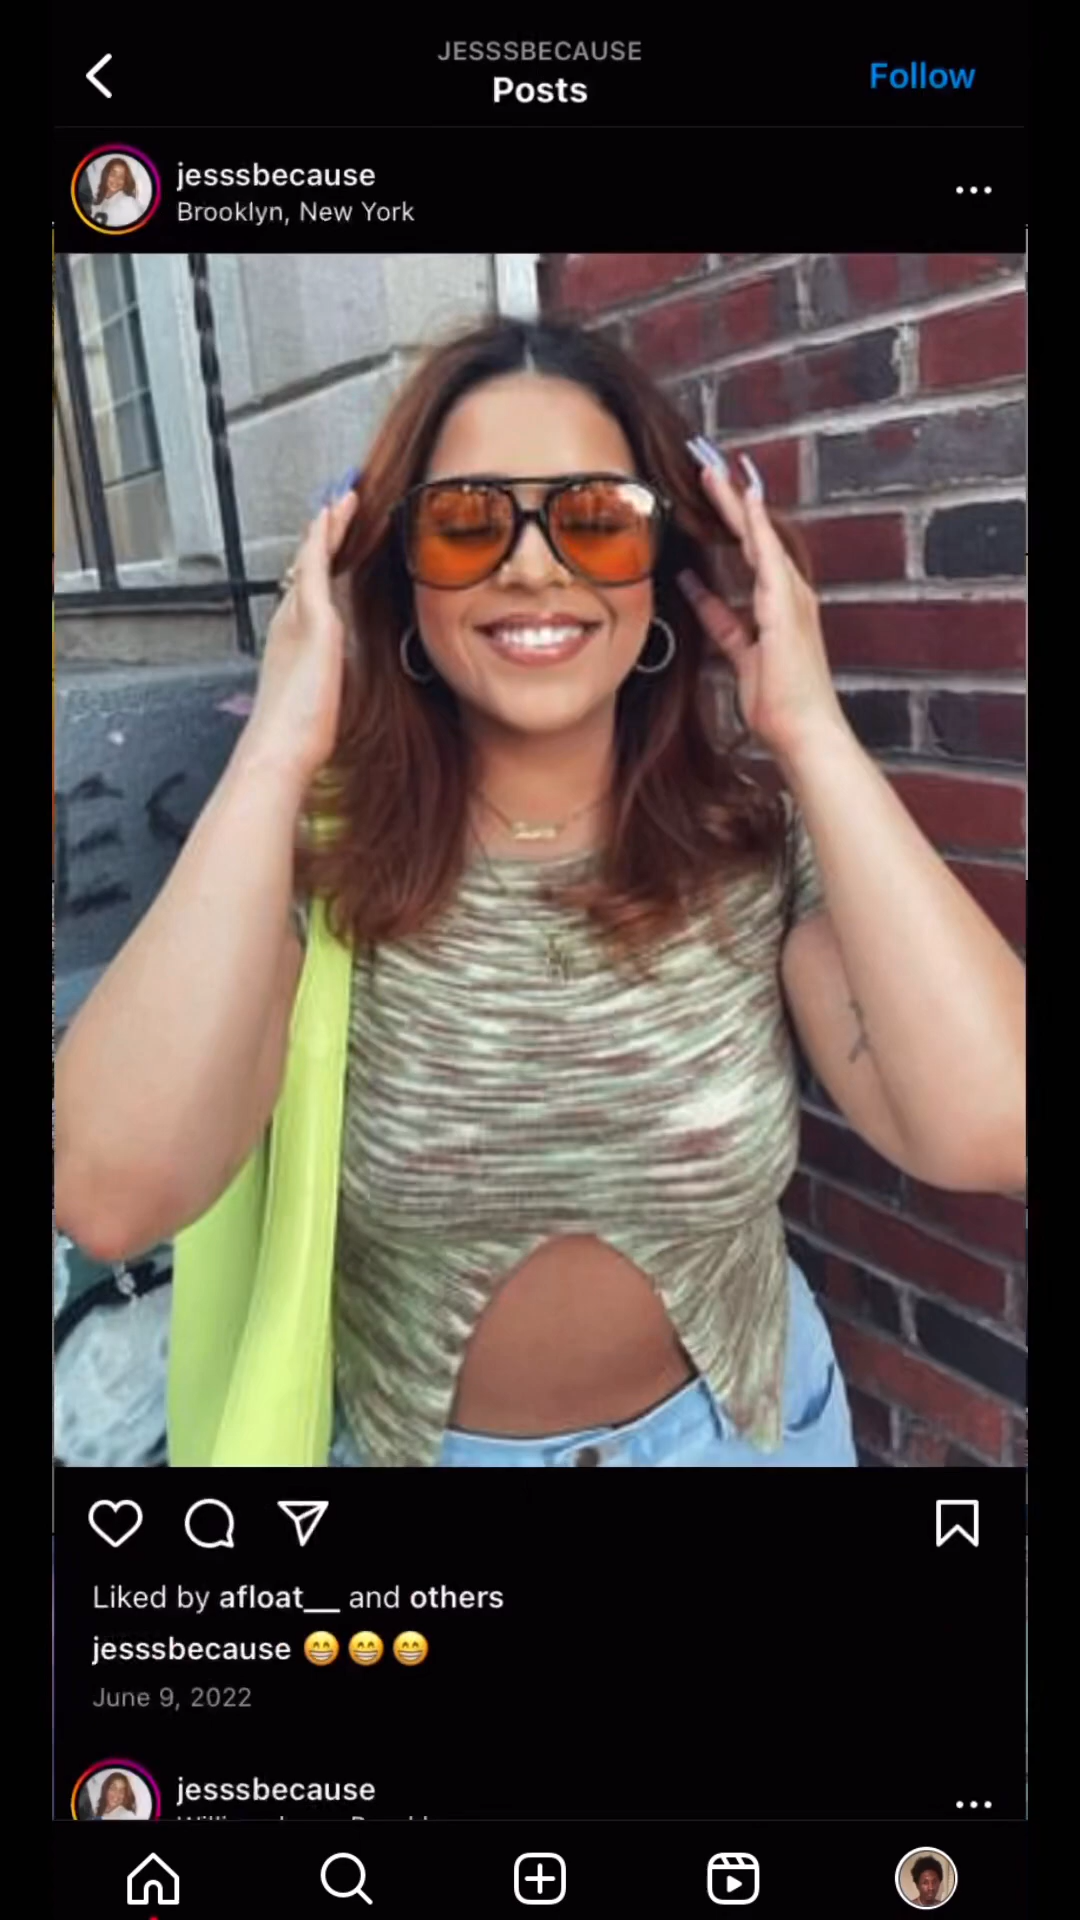 JESSSBECAUSE
Posts
Follow
jesssbecause
Brooklyn, New York
Liked by afloat__ and others
jesssbecause 😁😁😁
June 9, 2022
jesssbecause